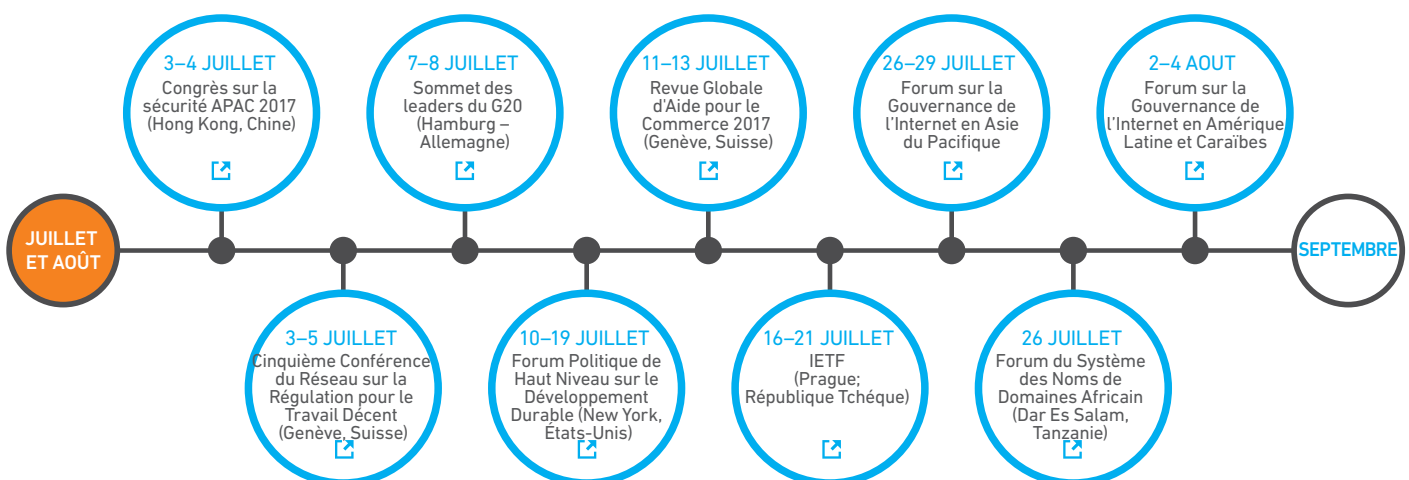 3–4 JUILLET
Congrès sur la
sécurité APAC 2017
(Hong Kong, Chine)
7–8 JUILLET
Sommet des
leaders du G20
(Hamburg –
Allemagne)
11–13 JUILLET
Revue Globale
d'Aide pour le
Commerce 2017
(Genève, Suisse)
26–29 JUILLET
Forum sur la
Gouvernance de
l'Internet en Asie
du Pacifique
2–4 AOUT
Forum sur la
Gouvernance de
l'Internet en Amérique
Latine et Caraïbes
JUILLET
ET AOÛT
SEPTEMBRE
3–5 JUILLET
Cinquième Conférence
du Réseau sur la
Régulation pour le
Travail Décent
(Genève, Suisse)
10–19 JUILLET
Forum Politique de
Haut Niveau sur le
Développement
Durable (New York,
États-Unis)
16–21 JUILLET
IETF
(Prague;
République Tchéque)
26 JUILLET
Forum du Système
des Noms de
Domaines Africain
(Dar Es Salam,
Tanzanie)